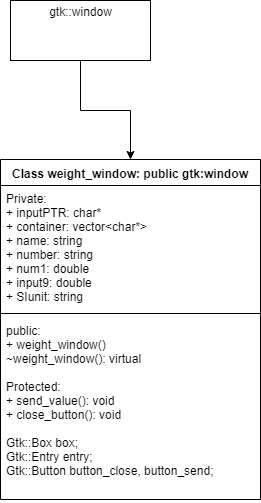 gtk::window
Class weight_window: public gtk:window
Private:
+ inputPTR: char*
+ container: vector<char*>
+ name: string
+ number: string
+ num1: double
+ input9: double
+ SIunit: string
public:
+ weight_window()
~weight_window(): virtual
Protected:
+ send_value(): void
+ close_button(): void
Gtk::Box box;
Gtk::Entry entry;
Gtk::Button button_close, button_send;